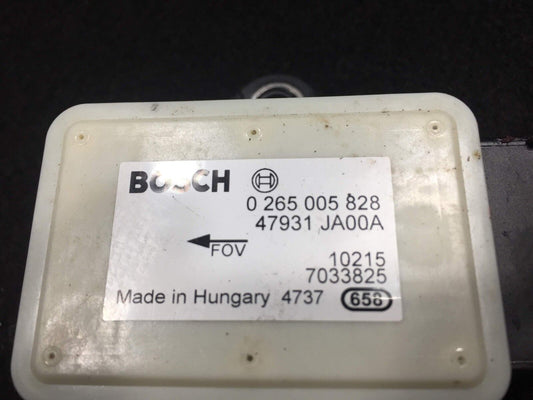 BOSCH
0 265 005 828
47931 JA00A
FOV
10215
7033825
Made in Hungary 4737 658